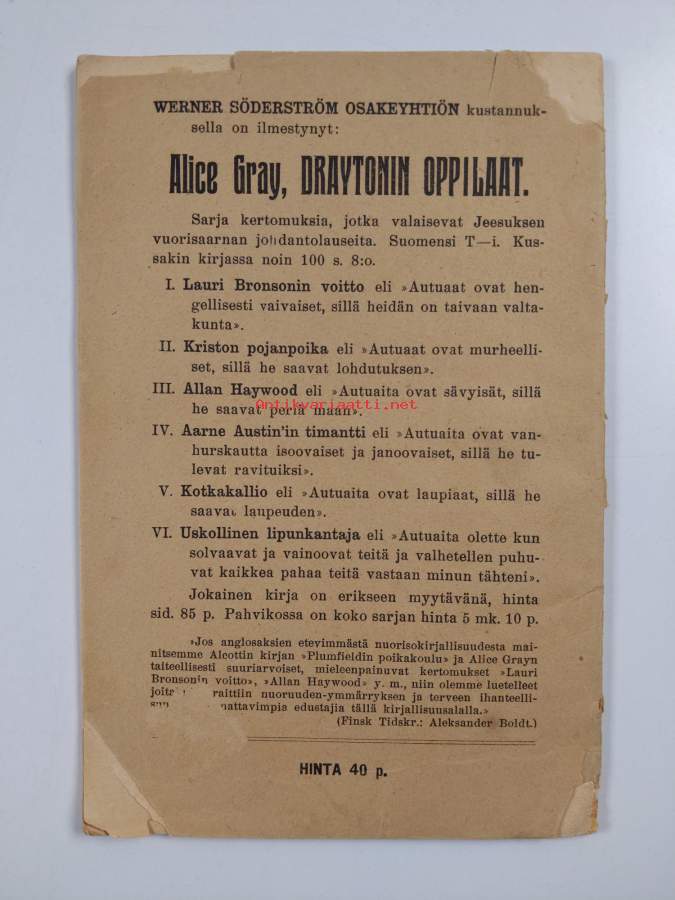 WERNER SÖDERSTRÖM OSAKEYHTIÖN kustannuk-
sella on ilmestynyt:
Alice Gray, DRAYTONIN OPPILAAT.
Sarja kertomuksia, jotka valaisevat Jeesuksen
vuorisaarnan johdantolauseita. Suomensi T—i. Kus-
sakin kirjassa noin 100 s. 8:o.
I. Lauri Bronsonin voitto eli »Autuaat ovat hen-
gellisesti vaivaiset, sillä heidän on taivaan valta-
kunta».
II. Kriston pojanpoika eli »Autuaat ovat murheelli-
set, sillä he saavat lohdutuksen».
III. Allan Haywood eli »Autuaita ovat sävyisät, sillä
he saavat periä maan».
Antikvariaatti.net
IV. Aarne Austin'in timantti eli »Autuaita ovat van-
hurskautta isoovaiset ja janoovaiset, sillä he tu-
levat ravituiksi».
V. Kotkakallio eli »Autuaita ovat laupiaat, sillä he
saavat laupeuden».
VI. Uskollinen lipunkantaja eli »Autuaita olette kun
solvaavat ja vainoovat teitä ja valhetellen puhu-
vat kaikkea pahaa teitä vastaan minun tähteni».
Jokainen kirja on erikseen myytävänä, hinta
sid. 85 p. Pahvikossa on koko sarjan hinta 5 mk. 10 p.
»Jos anglosaksien etevimmästä nuorisokirjallisuudesta mai-
nitsemme Alcottin kirjan »Plumfieldin poikakoulu» ja Alice Grayn
taiteellisesti suuriarvoiset, mieleenpainuvat kertomukset »Lauri
Bronsonin voitto», »Allan Haywood» y. m., niin olemme luetelleet
nuoruuden-ymmärryksen ja terveen ihanteelli-
edustajia tällä kirjallisuusalalla.»
(Finsk Tidskr.: Aleksander Boldt.)
HINTA 40 p.